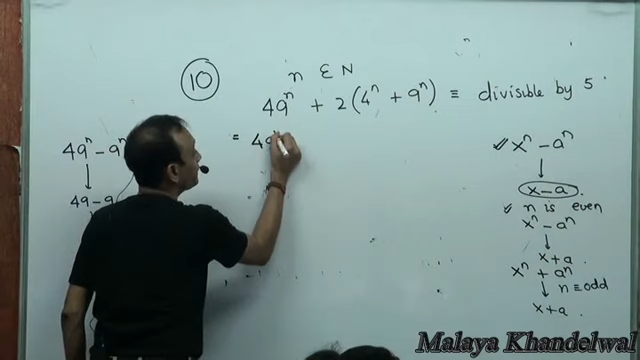 10
n ∈ N
49ⁿ + 2(4ⁿ + 9ⁿ) ≡ divisible by 5
= 49
49ⁿ - 9ⁿ
↓
49-9
✓ xⁿ - aⁿ
↓
x-a
✓ n is even
xⁿ - aⁿ
↓
x+a
xⁿ + aⁿ
↓ n ≡ odd
x+a
Malaya Khandelwal